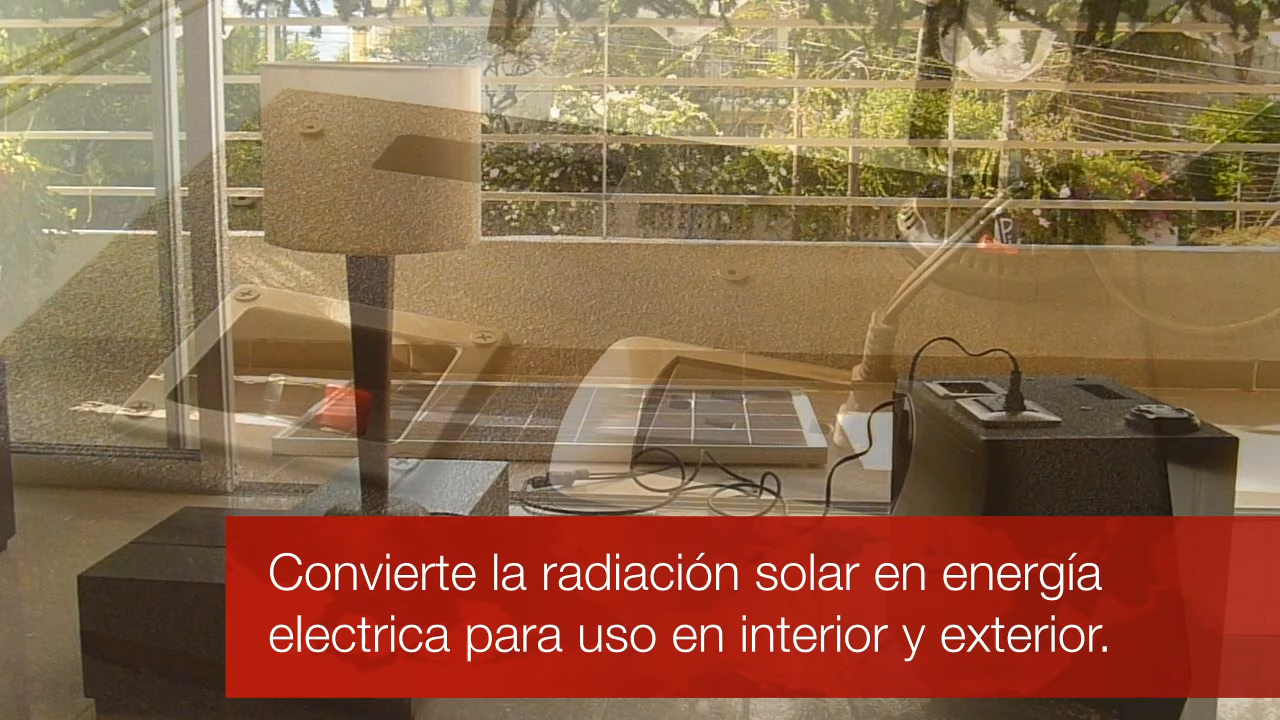 Convierte la radiación solar en energía
electrica para uso en interior y exterior.